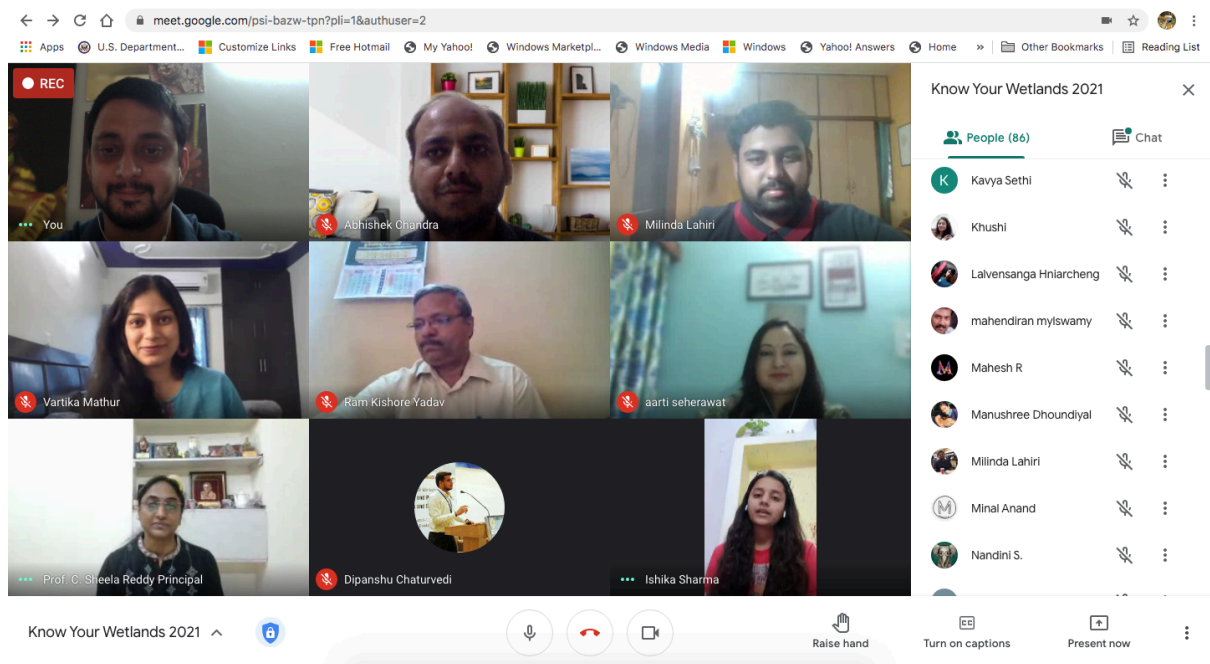 meet.google.com/psi-bazw-tpn?pli=1&authuser=2
Apps U.S. Department... Customize Links Free Hotmail My Yahoo! Windows Marketpl... Windows Media Windows Yahoo! Answers Home » Other Bookmarks Reading List
REC
You
Abhishek Chandra
Milinda Lahiri
Vartika Mathur
Ram Kishore Yadav
aarti seherawat
Prof. C. Sheela Reddy Principal
Dipanshu Chaturvedi
Ishika Sharma
Know Your Wetlands 2021
People (86) Chat
K Kavya Sethi
Khushi
Lalvensanga Hniarcheng
mahendiran mylswamy
M Mahesh R
Manushree Dhoundiyal
Milinda Lahiri
M Minal Anand
Nandini S.
Know Your Wetlands 2021
Raise hand
CC Turn on captions
Present now